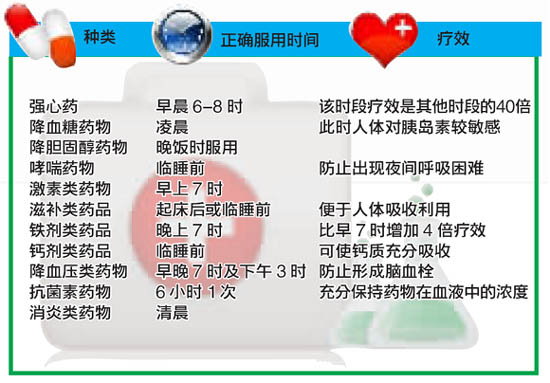 种类 正确服用时间 疗效
强心药 早晨6-8时 该时段疗效是其他时段的40倍
降血糖药物 凌晨 此时人体对胰岛素较敏感
降胆固醇药物 晚饭时服用
哮喘药物 临睡前 防止出现夜间呼吸困难
激素类药物 早上7时
滋补类药品 起床后或临睡前 便于人体吸收利用
铁剂类药品 晚上7时 比早7时增加4倍疗效
钙剂类药品 临睡前 可使钙质充分吸收
降血压类药物 早晚7时及下午3时 防止形成脑血栓
抗菌素药物 6小时1次 充分保持药物在血液中的浓度
消炎类药物 清晨